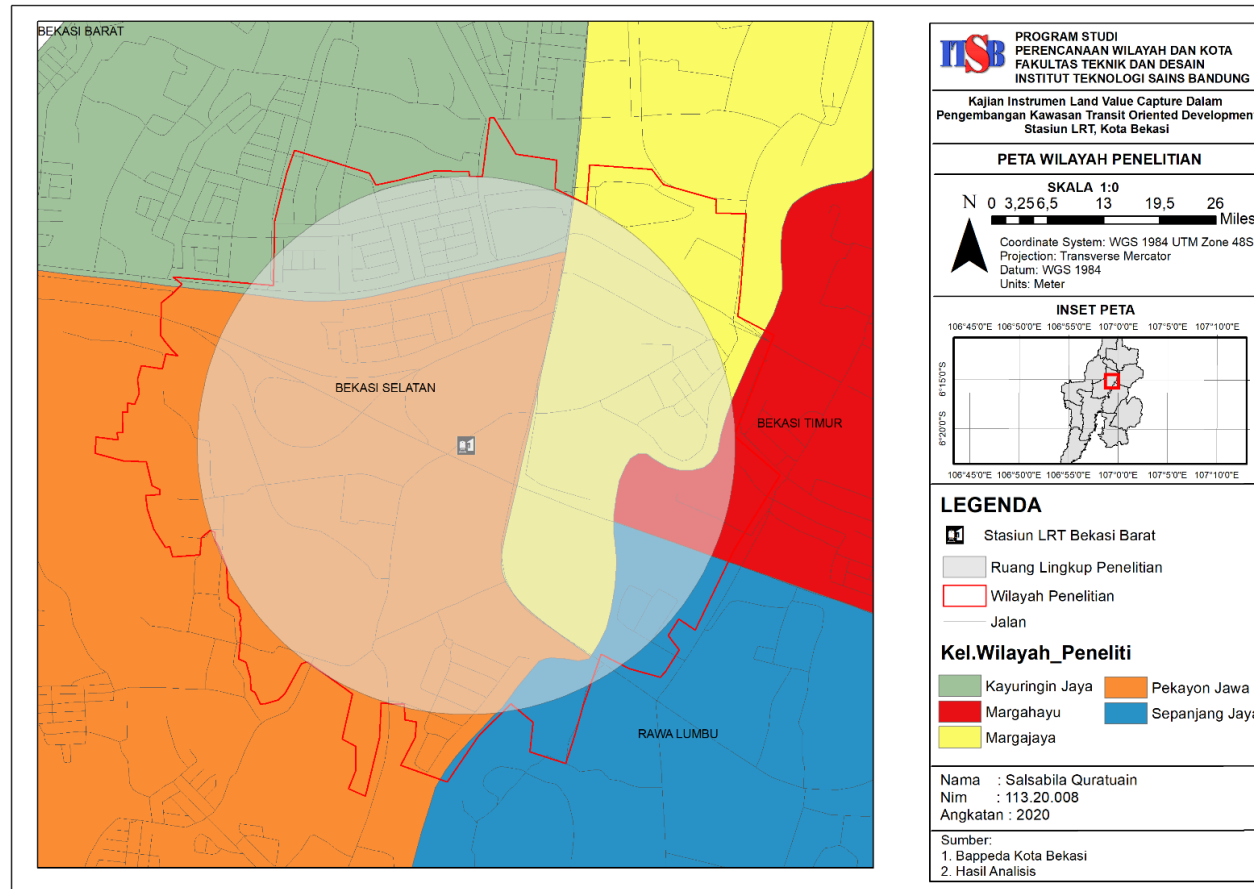 BEKASI BARAT
BEKASI SELATAN
BEKASI TIMUR
RAWA LUMBU
ITSB
PROGRAM STUDI
PERENCANAAN WILAYAH DAN KOTA
FAKULTAS TEKNIK DAN DESAIN
INSTITUT TEKNOLOGI SAINS BANDUNG
Kajian Instrumen Land Value Capture Dalam
Pengembangan Kawasan Transit Oriented Development
Stasiun LRT, Kota Bekasi
PETA WILAYAH PENELITIAN
SKALA 1:0
N
0 3,25 6,5 13 19,5 26
Miles
Coordinate System: WGS 1984 UTM Zone 48S
Projection: Transverse Mercator
Datum: WGS 1984
Units: Meter
INSET PETA
106°45'0"E 106°50'0"E 106°55'0"E 107°0'0"E 107°5'0"E 107°10'0"E
6°15'0"S
6°20'0"S
106°45'0"E 106°50'0"E 106°55'0"E 107°0'0"E 107°5'0"E 107°10'0"E
LEGENDA
Stasiun LRT Bekasi Barat
Ruang Lingkup Penelitian
Wilayah Penelitian
Jalan
Kel.Wilayah_Peneliti
Kayuringin Jaya Pekayon Jawa
Margahayu Sepanjang Jaya
Margajaya
Nama : Salsabila Quratuain
Nim : 113.20.008
Angkatan : 2020
Sumber:
1. Bappeda Kota Bekasi
2. Hasil Analisis